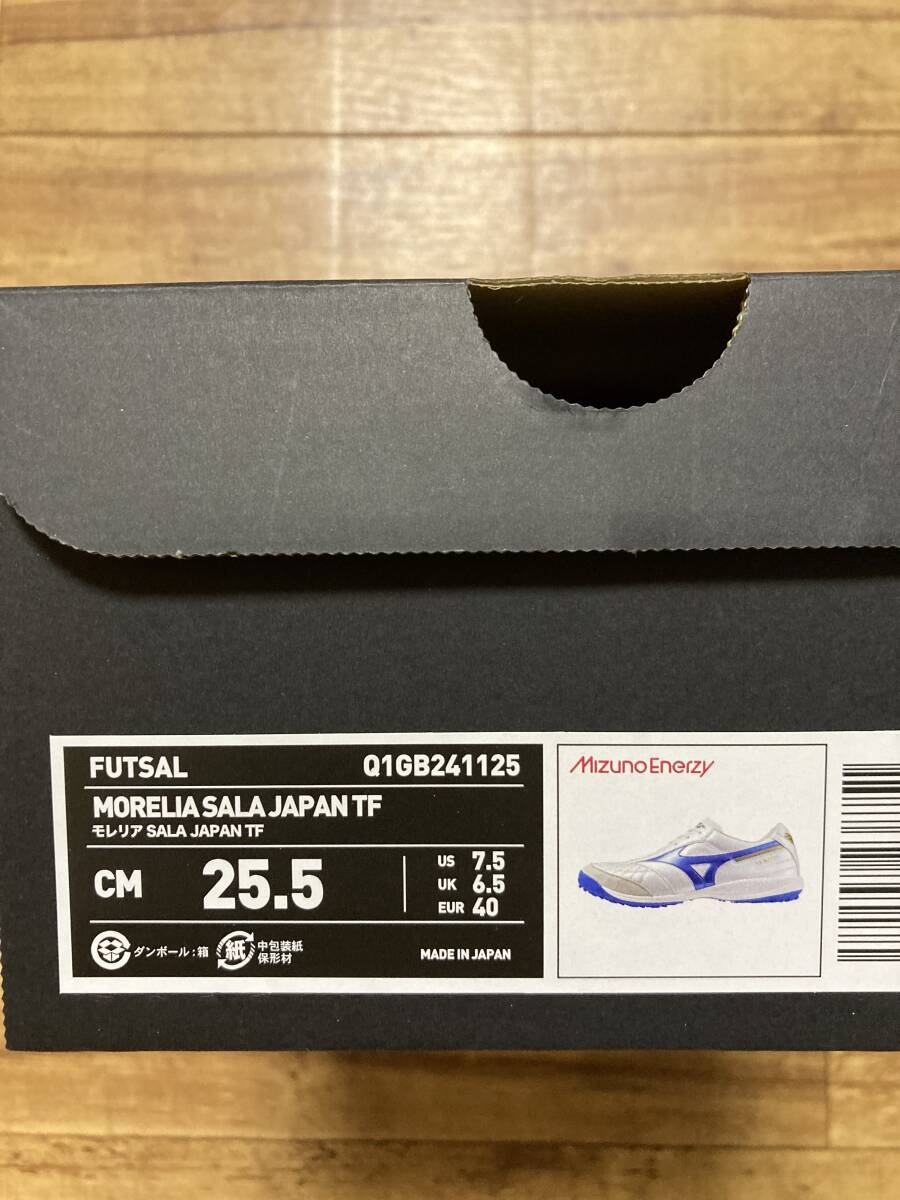 FUTSAL Q1GB241125
MORELIA SALA JAPAN TF
モレリア SALA JAPAN TF
CM 25.5
US 7.5
UK 6.5
EUR 40
ダンボール:箱
紙 中包装紙
保形材
MADE IN JAPAN
MizunoEnerzy